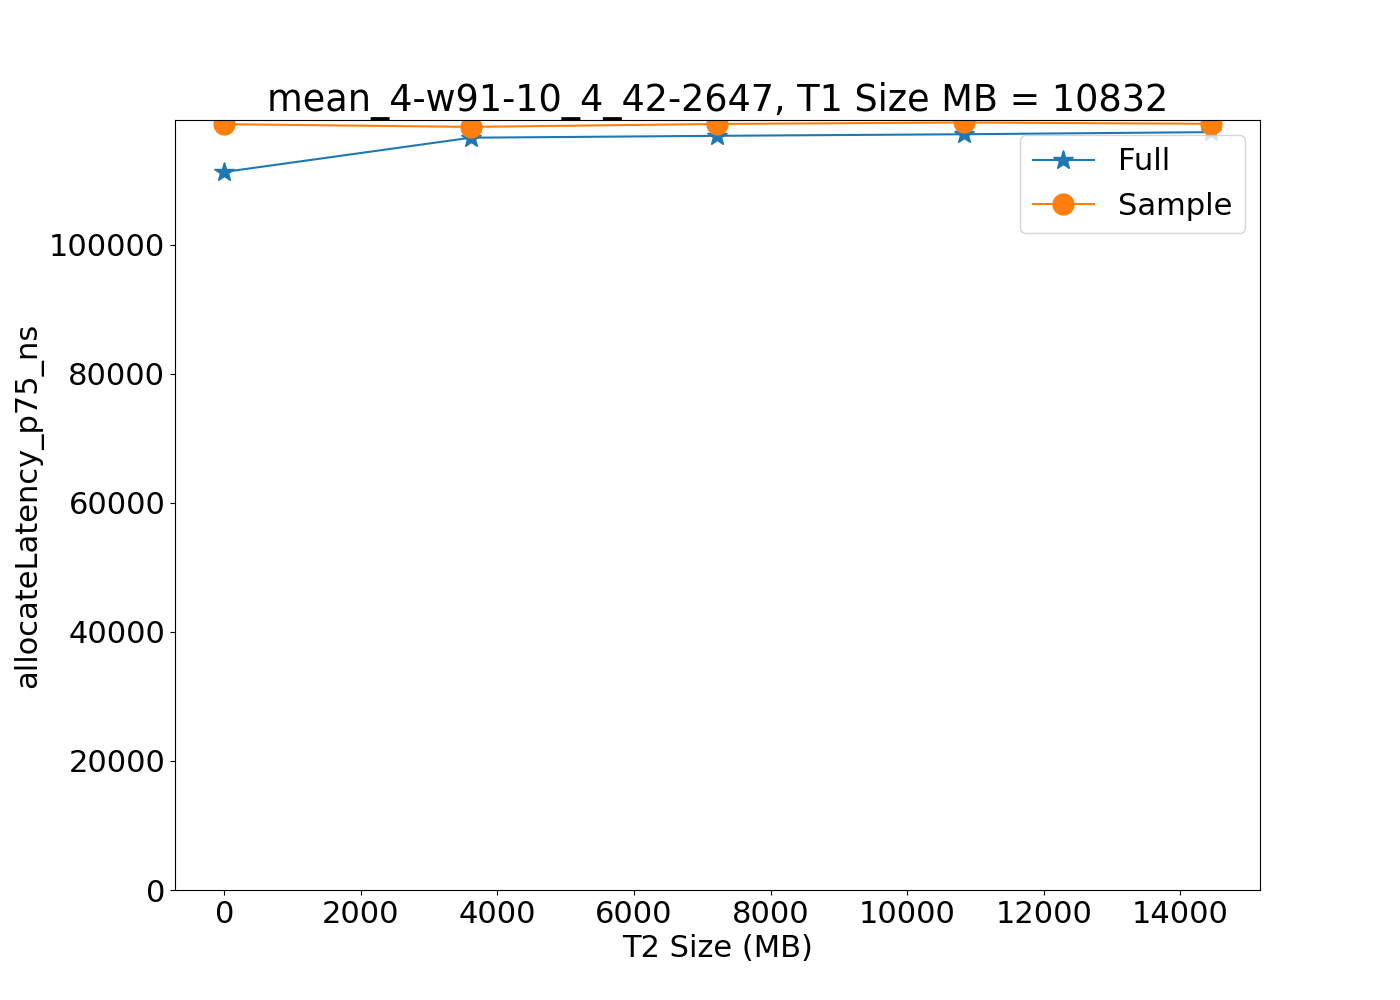 mean_4-w91-10_4_42-2647, T1 Size MB = 10832
Full
Sample
allocateLatency_p75_ns
100000
80000
60000
40000
20000
0
0 2000 4000 6000 8000 10000 12000 14000
T2 Size (MB)